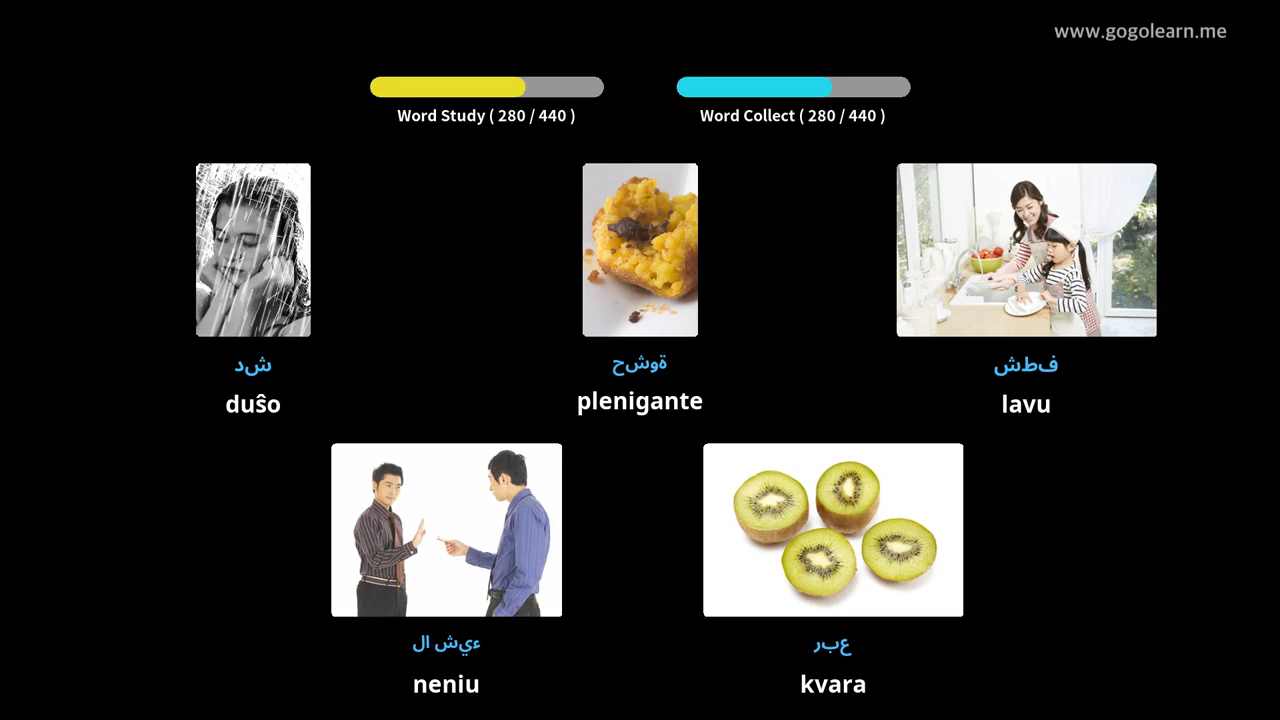 www.gogolearn.me
Word Study ( 280 / 440 )
Word Collect ( 280 / 440 )
شد
duŝo
ةوشح
plenigante
فطش
lavu
ءيش ال
neniu
عبر
kvara